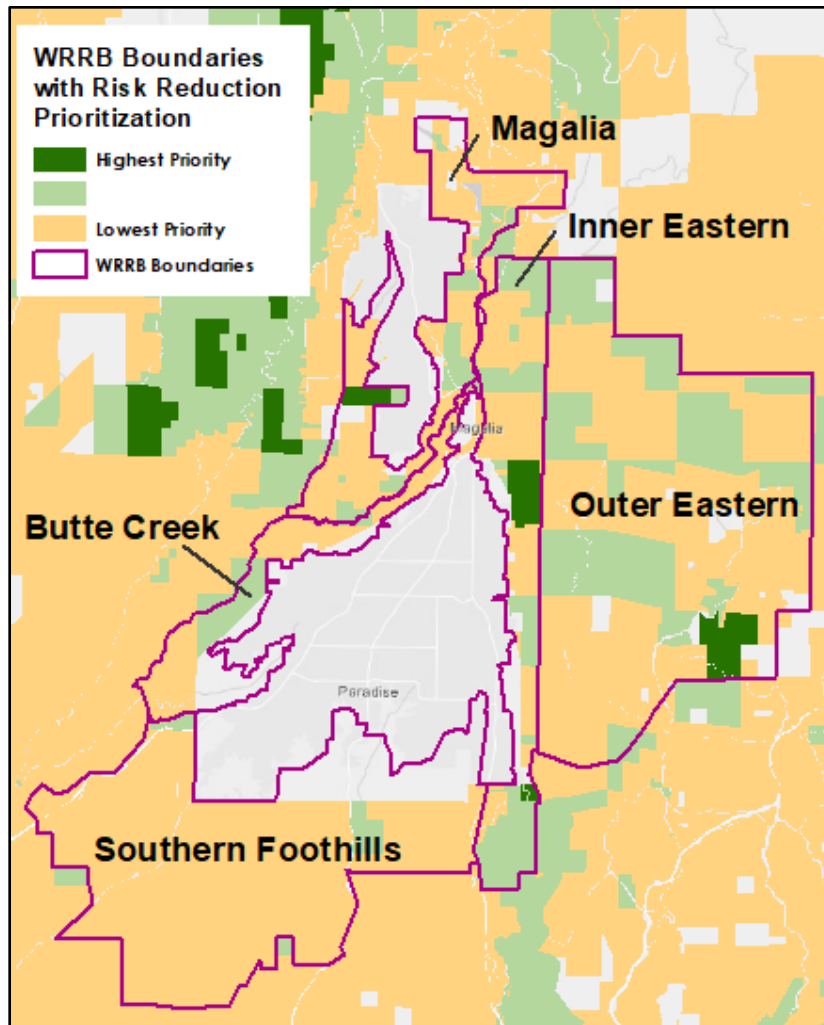 WRRB Boundaries
with Risk Reduction
Prioritization
Highest Priority
Lowest Priority
WRRB Boundaries
Magalia
Inner Eastern
Magalia
Outer Eastern
Butte Creek
Paradise
Southern Foothills